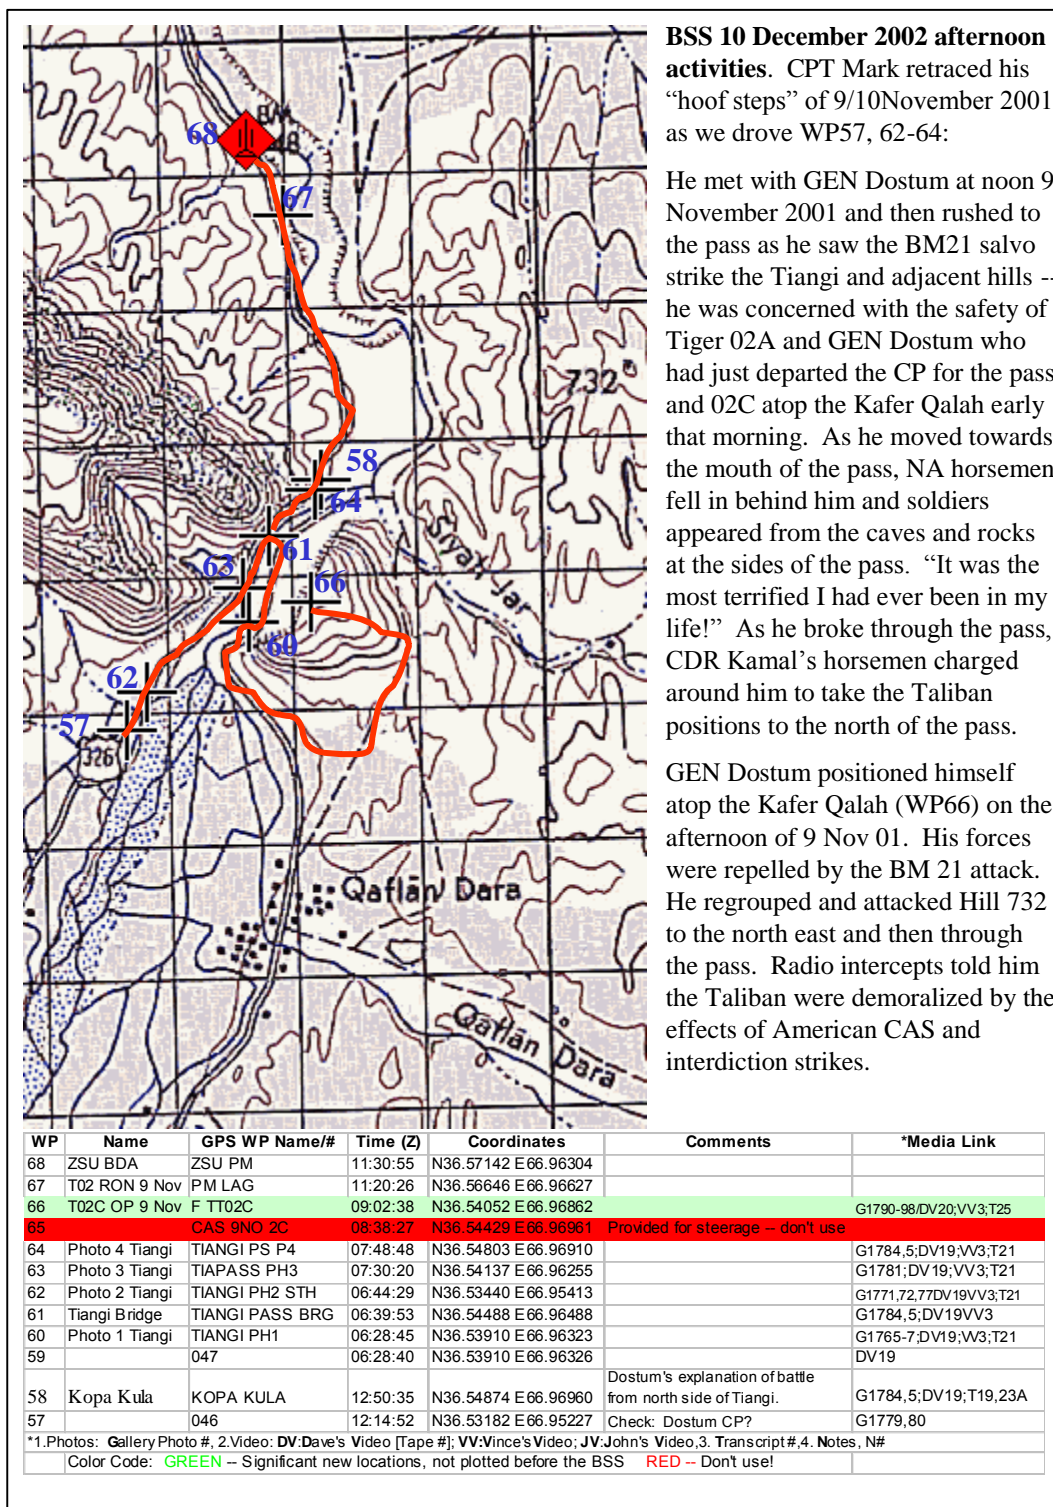 BSS 10 December 2002 afternoon
activities. CPT Mark retraced his
“hoof steps” of 9/10November 2001
as we drove WP57, 62-64:
He met with GEN Dostum at noon 9
November 2001 and then rushed to
the pass as he saw the BM21 salvo
strike the Tiangi and adjacent hills --
he was concerned with the safety of
Tiger 02A and GEN Dostum who
had just departed the CP for the pass
and 02C atop the Kafer Qalah early
that morning. As he moved towards
the mouth of the pass, NA horsemen
fell in behind him and soldiers
appeared from the caves and rocks
at the sides of the pass. “It was the
most terrified I had ever been in my
life!” As he broke through the pass,
CDR Kamal’s horsemen charged
around him to take the Taliban
positions to the north of the pass.
GEN Dostum positioned himself
atop the Kafer Qalah (WP66) on the
afternoon of 9 Nov 01. His forces
were repelled by the BM 21 attack.
He regrouped and attacked Hill 732
to the north east and then through
the pass. Radio intercepts told him
the Taliban were demoralized by the
effects of American CAS and
interdiction strikes.
68
67
732
58
64
61
63
66
60
62
57
326
Siyah Jar
Qaflān Dara
Qaflān Dara
WP Name GPS WP Name/# Time (Z) Coordinates Comments *Media Link
68 ZSU BDA ZSU PM 11:30:55 N36.57142 E66.96304
67 T02 RON 9 Nov PM LAG 11:20:26 N36.56646 E66.96627
66 T02C OP 9 Nov F TT02C 09:02:38 N36.54052 E66.96862 G1790-98/DV20;VV3;T25
65 CAS 9NO 2C 08:38:27 N36.54429 E66.96961 Provided for steerage -- don't use
64 Photo 4 Tiangi TIANGI PS P4 07:48:48 N36.54803 E66.96910 G1784,5;DV19;VV3;T21
63 Photo 3 Tiangi TIAPASS PH3 07:30:20 N36.54137 E66.96255 G1781;DV19;VV3;T21
62 Photo 2 Tiangi TIANGI PH2 STH 06:44:29 N36.53440 E66.95413 G1771,72,77DV19VV3;T21
61 Tiangi Bridge TIANGI PASS BRG 06:39:53 N36.54488 E66.96488 G1784,5;DV19VV3
60 Photo 1 Tiangi TIANGI PH1 06:28:45 N36.53910 E66.96323 G1765-7;DV19;VV3;T21
59 047 06:28:40 N36.53910 E66.96326 DV19
58 Kopa Kula KOPA KULA 12:50:35 N36.54874 E66.96960 Dostum's explanation of battle from north side of Tiangi. G1784,5;DV19;T19,23A
57 046 12:14:52 N36.53182 E66.95227 Check: Dostum CP? G1779,80
*1.Photos: Gallery Photo #, 2.Video: DV:Dave's Video [Tape #]; VV:Vince's Video; JV:John's Video,3. Transcript#,4. Notes, N#
Color Code: GREEN -- Significant new locations, not plotted before the BSS RED -- Don't use!